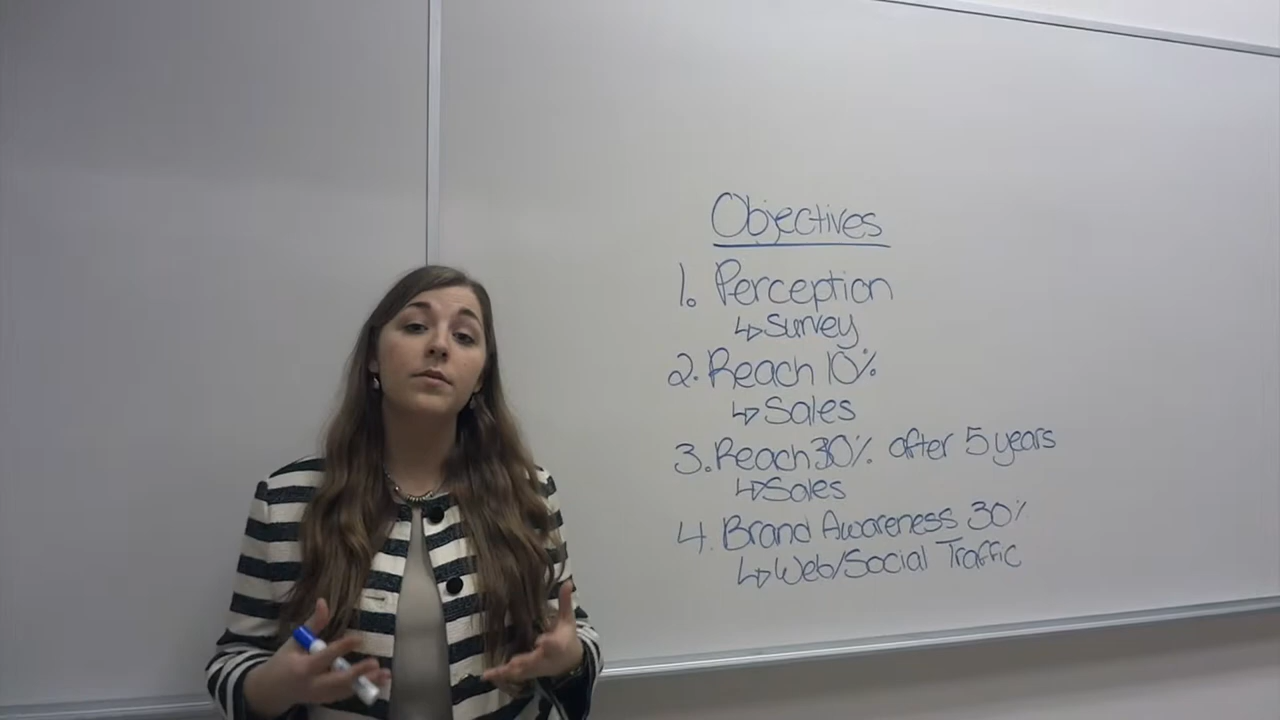 Objectives
1. Perception
↳ Survey
2. Reach 10%
↳ Sales
3. Reach 30% after 5 years
↳ Sales
4. Brand Awareness 30%
↳ Web/Social Traffic